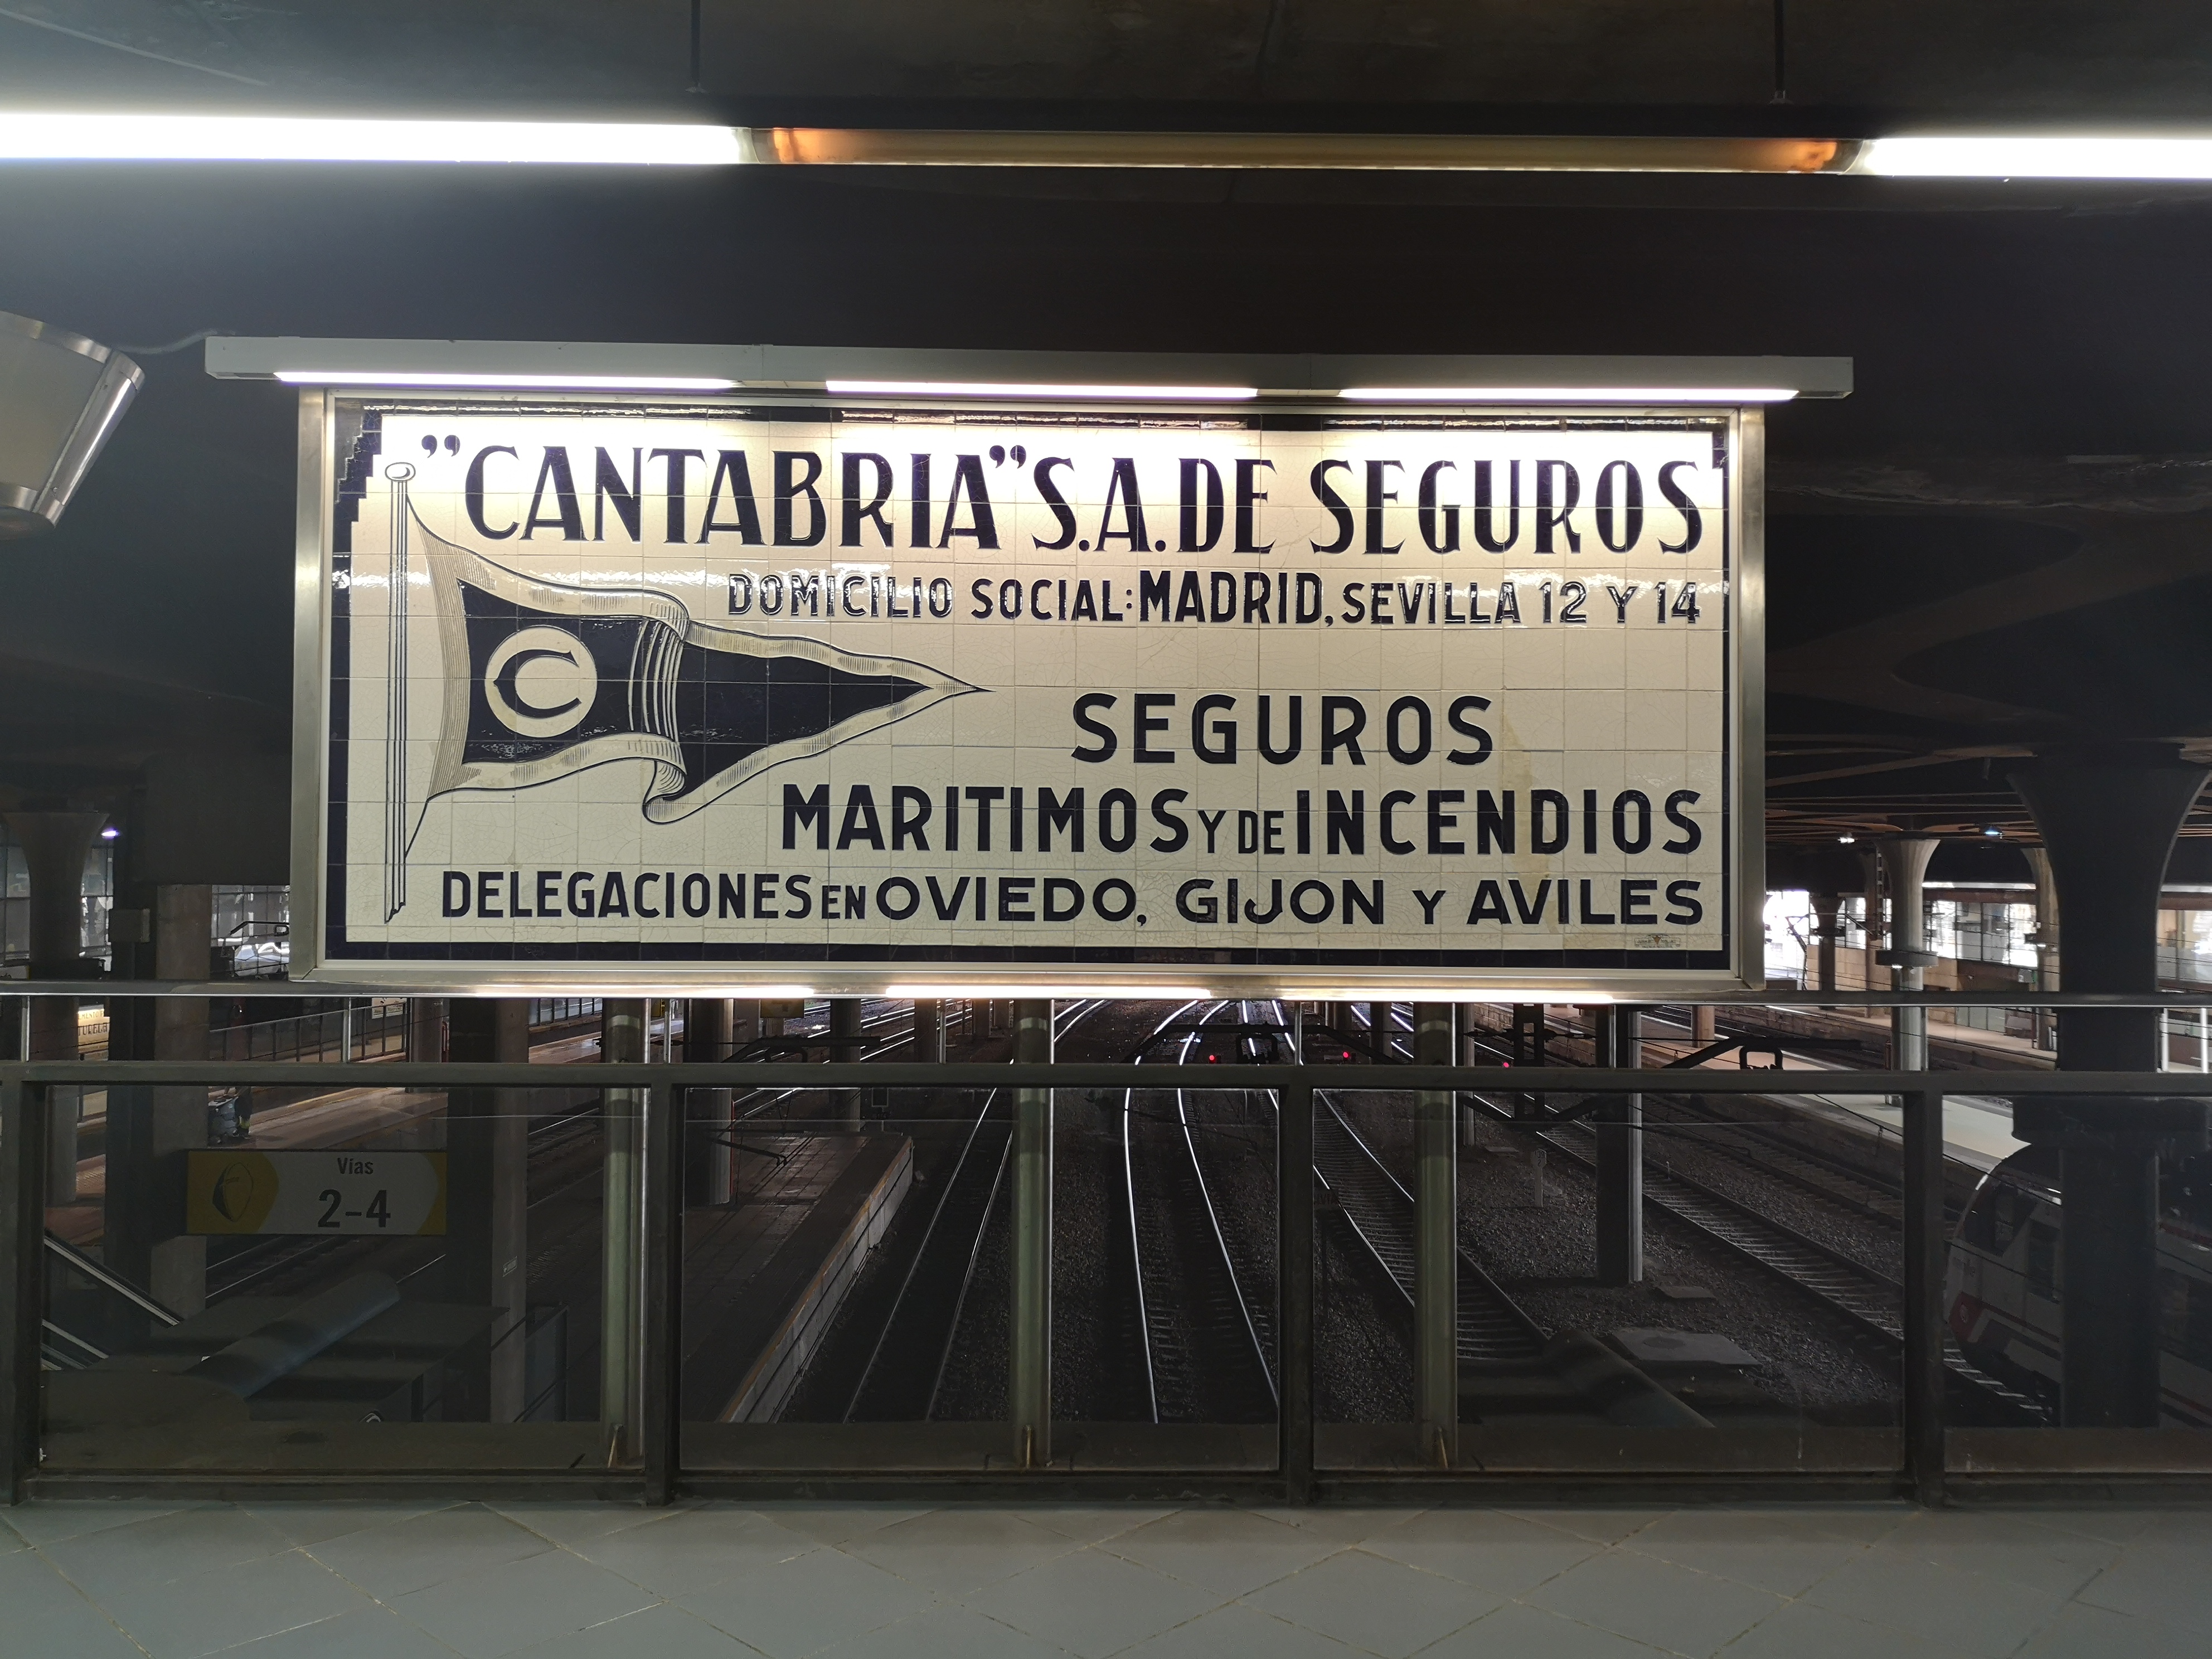 ”CANTABRIA” S.A. DE SEGUROS
DOMICILIO SOCIAL: MADRID, SEVILLA 12 Y 14
C
SEGUROS
MARITIMOS Y DE INCENDIOS
DELEGACIONES EN OVIEDO, GIJON Y AVILES
Vías
2-4